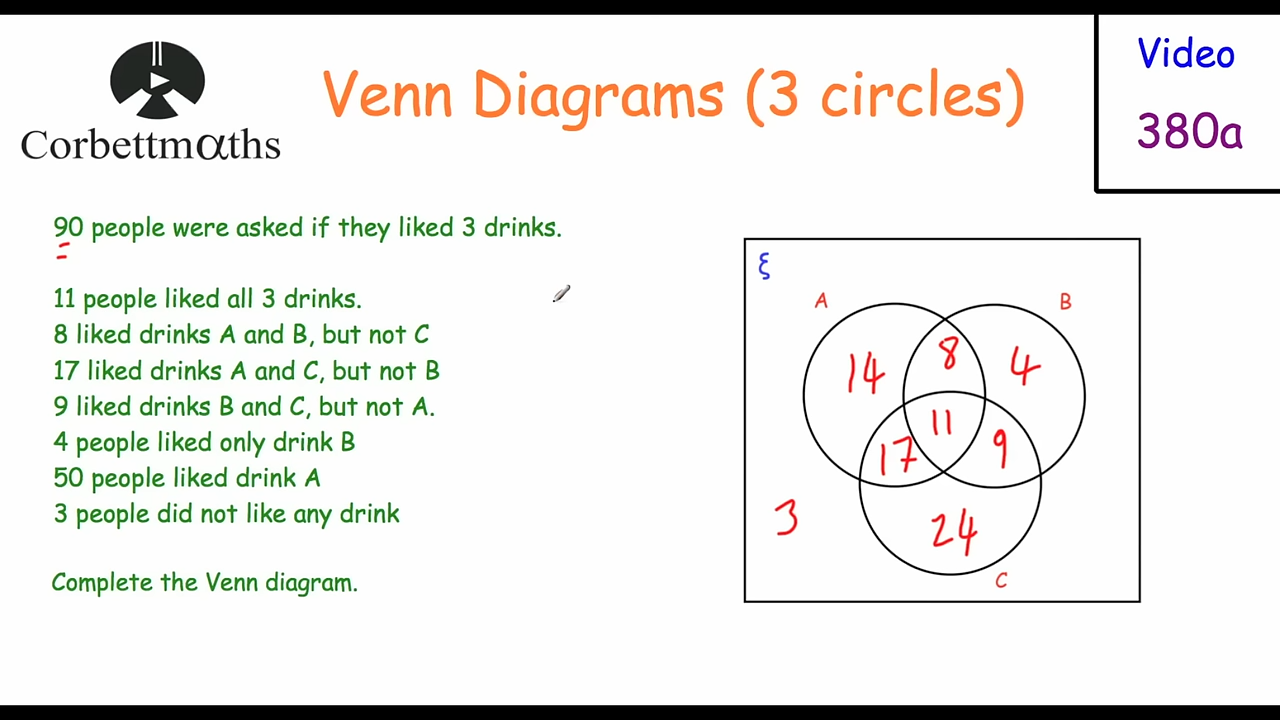 Corbettmαths
Venn Diagrams (3 circles)
Video
380a
90 people were asked if they liked 3 drinks.
11 people liked all 3 drinks.
8 liked drinks A and B, but not C
17 liked drinks A and C, but not B
9 liked drinks B and C, but not A.
4 people liked only drink B
50 people liked drink A
3 people did not like any drink
Complete the Venn diagram.
ξ
A
B
14
8
4
11
17
9
3
24
C